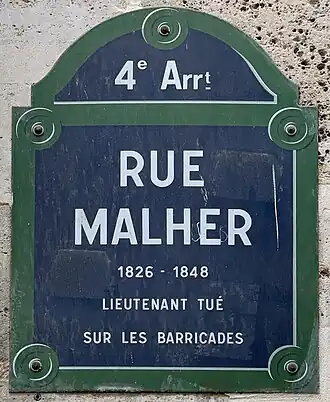 4e Arrt
RUE
MALHER
1826 - 1848
LIEUTENANT TUÉ
SUR LES BARRICADES